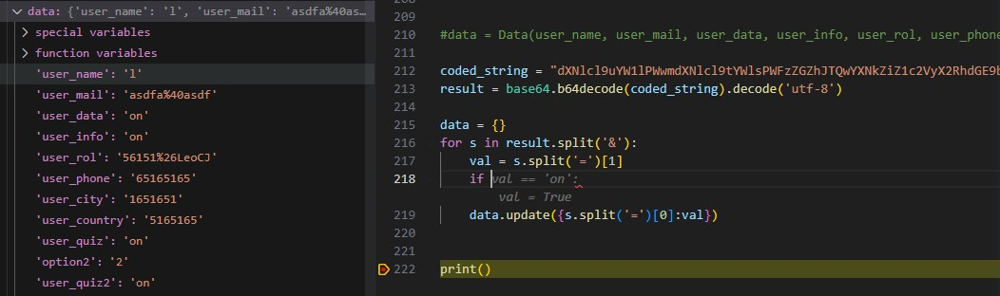 data: {'user_name': 'l', 'user_mail': 'asdfa%40as…
special variables
function variables
'user_name': 'l'
'user_mail': 'asdfa%40asdf'
'user_data': 'on'
'user_info': 'on'
'user_rol': '56151%26LeoCJ'
'user_phone': '65165165'
'user_city': '1651651'
'user_country': '5165165'
'user_quiz': 'on'
'option2': '2'
'user_quiz2': 'on'
209
210 #data = Data(user_name, user_mail, user_data, user_info, user_rol, user_phone
211
212 coded_string =
213 result = base64.b64decode(coded_string).decode('utf-8')
214
215 data = {}
216 for s in result.split('&'):
217 val = s.split('=')[1]
218 if val == 'on':
val = True
219 data.update({s.split('=')[0]:val})
220
221
222 print()